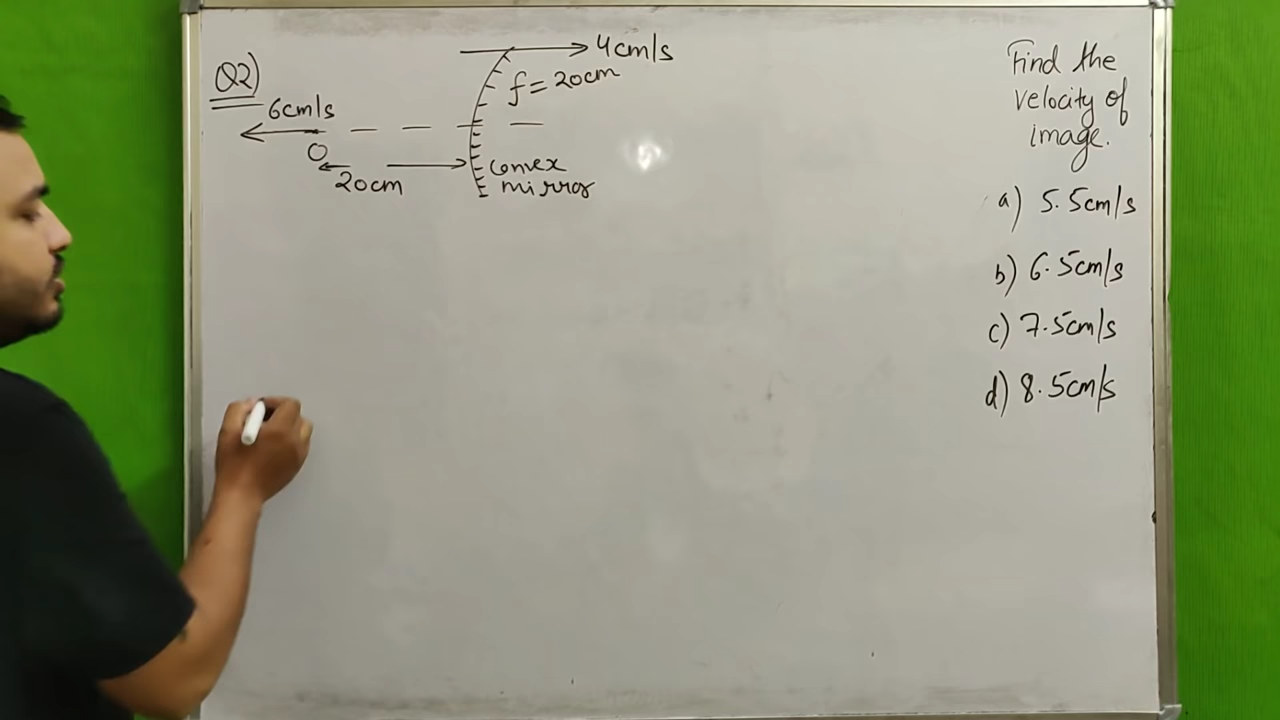 Q2)
6cm/s
4cm/s
f = 20cm
O
20cm
convex
mirror
Find the
velocity of
image.
a) 5.5cm/s
b) 6.5cm/s
c) 7.5cm/s
d) 8.5cm/s